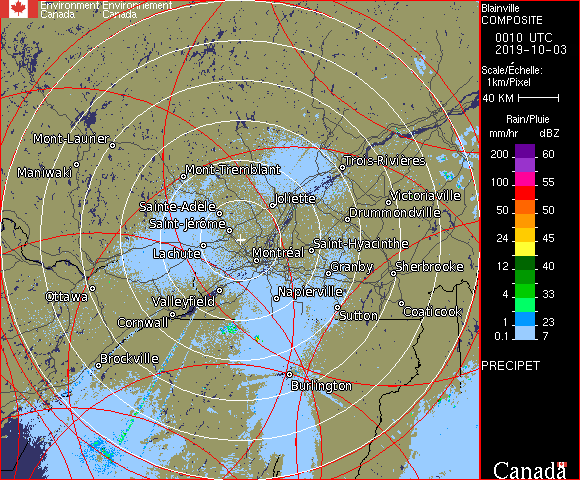 Environment Environnement
Canada Canada
Blainville
COMPOSITE
0010 UTC
2019-10-03
Scale/Échelle:
1km/Pixel
40 KM
Rain/Pluie
mm/hr dBZ
200 60
100 55
50 50
24 45
12 40
4 33
1 23
0.1 7
PRECIPET
Canada
Mont-Laurier
Maniwaki
Mont-Tremblant
Trois-Rivières
Sainte-Adèle
Joliette
Victoriaville
Drummondville
Saint-Jérôme
Lachute
Montréal
Saint-Hyacinthe
Granby
Sherbrooke
Ottawa
Valleyfield
Napierville
Cornwall
Sutton
Coaticook
Brockville
Burlington